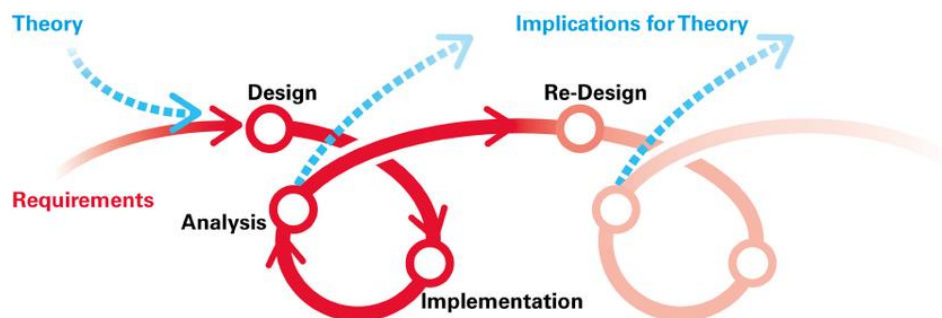 Theory
Implications for Theory
Design
Re-Design
Requirements
Analysis
Implementation